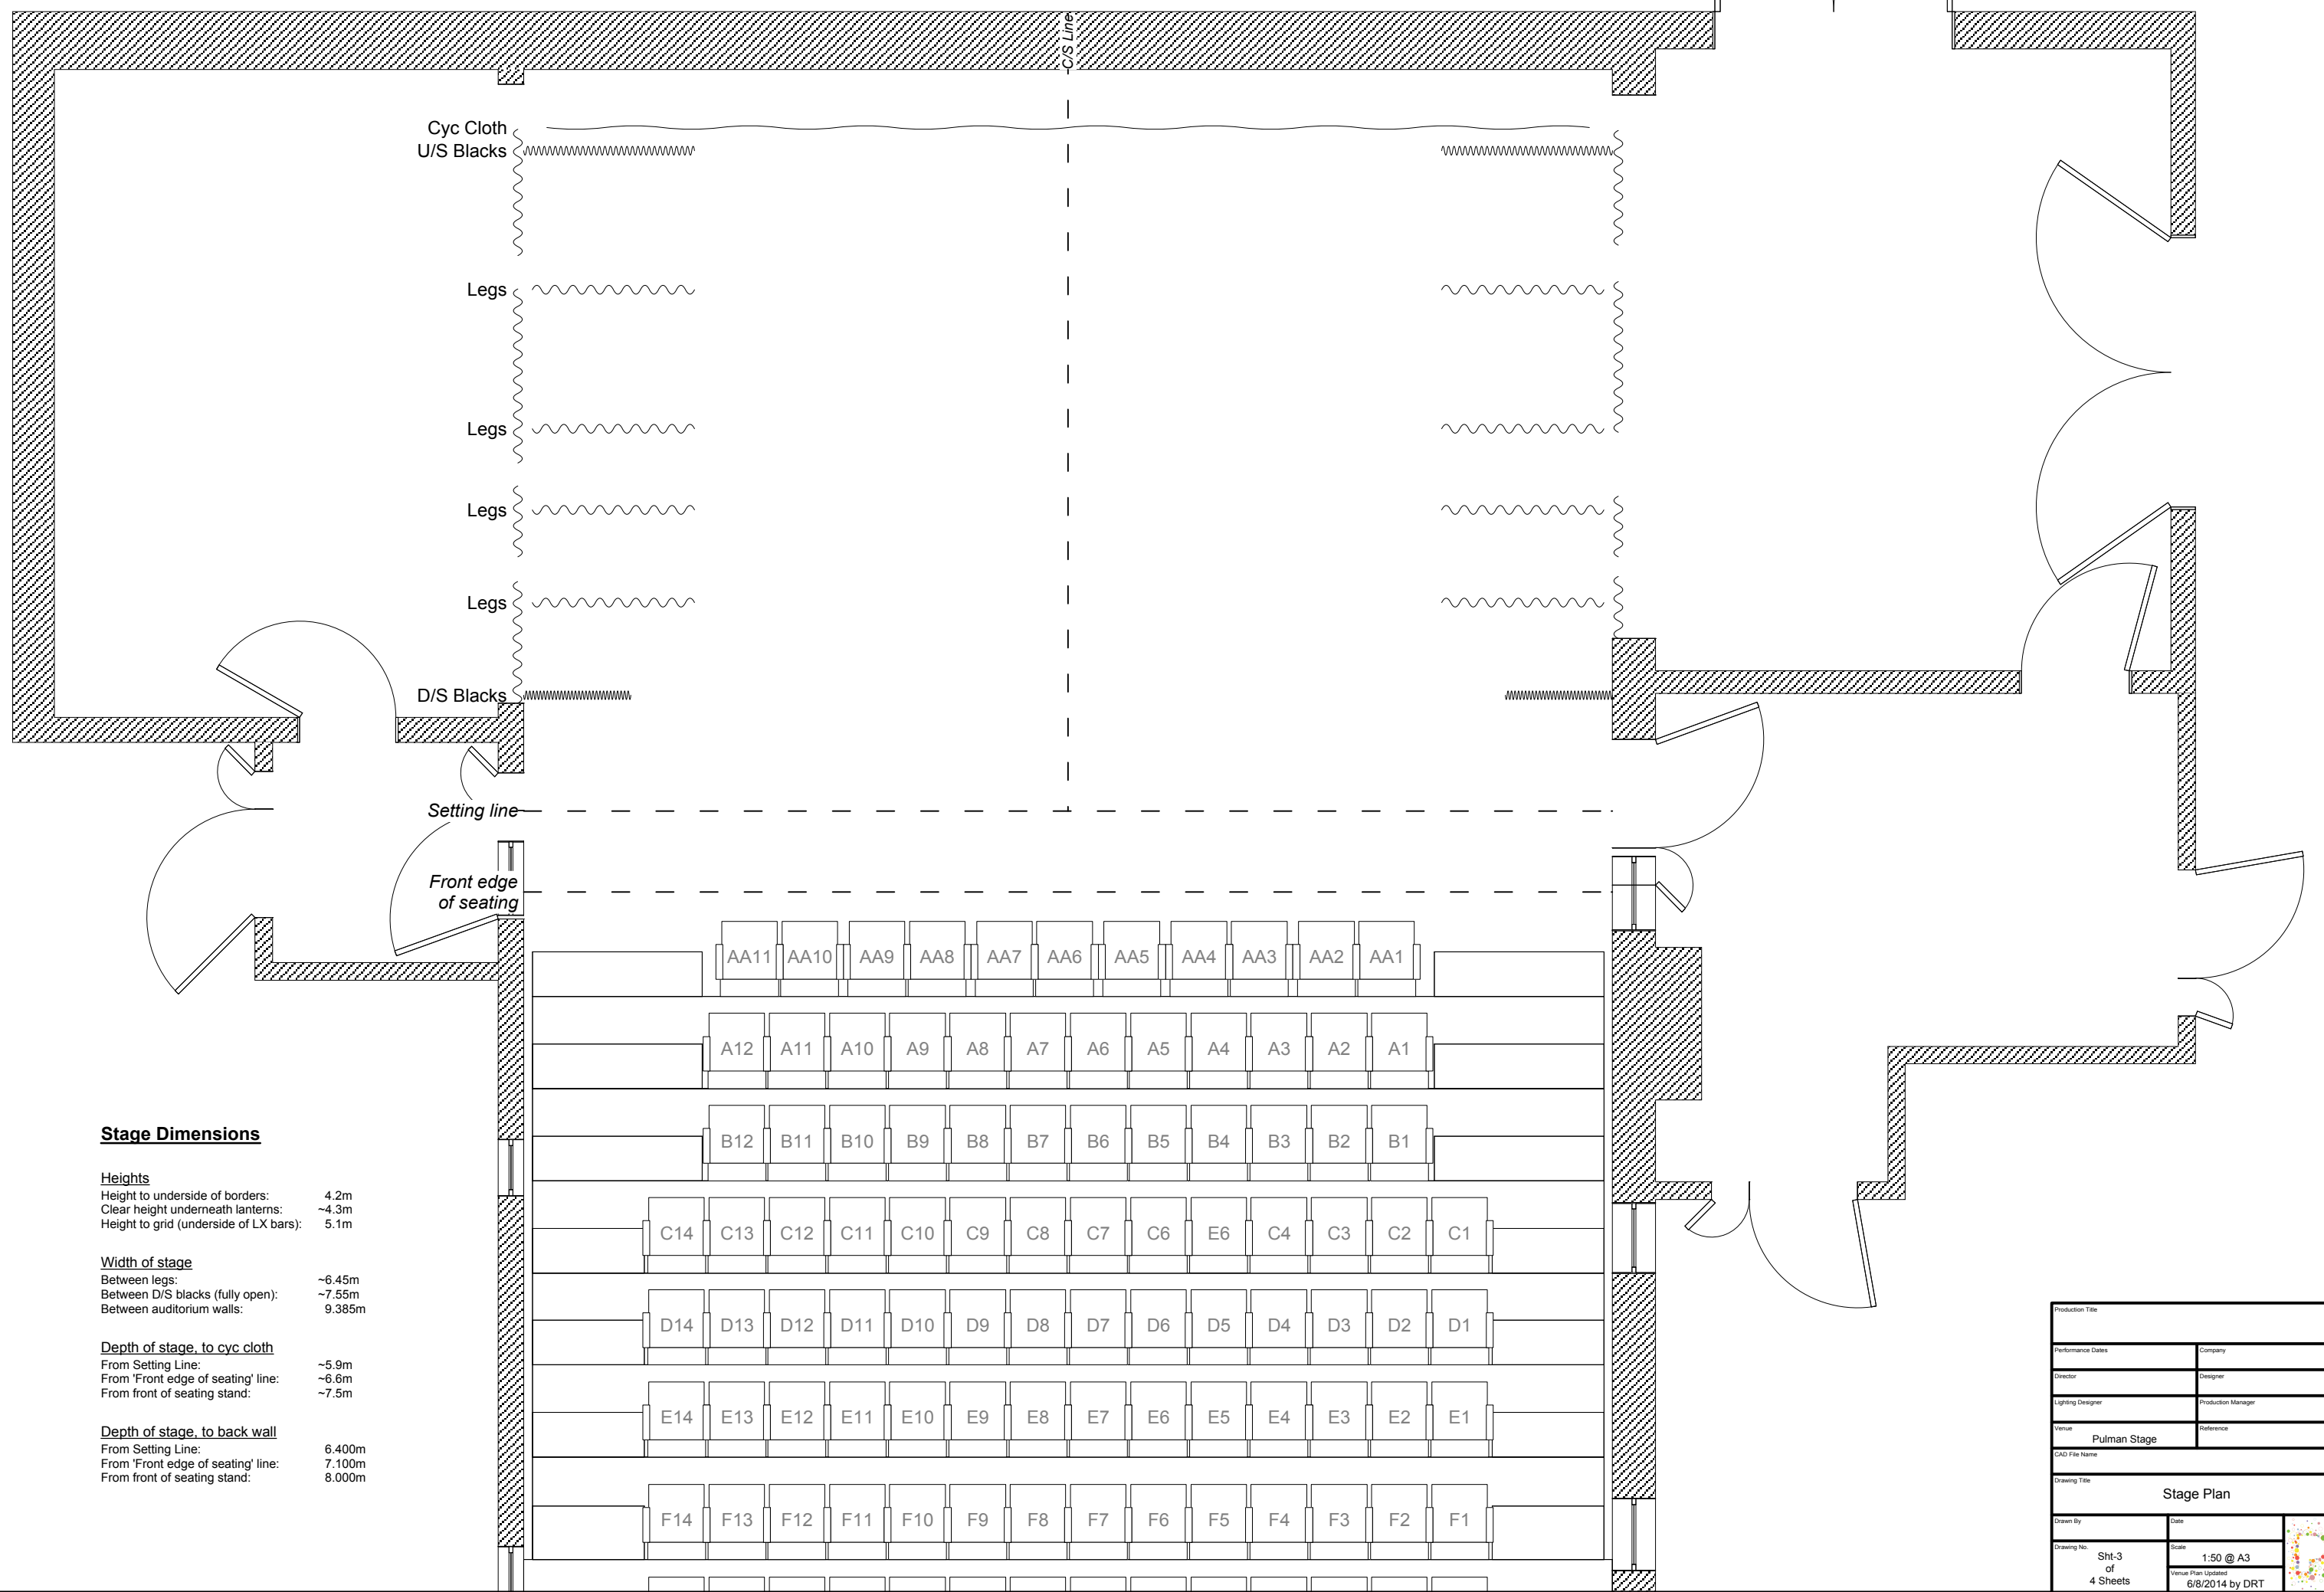 C/S Line
Cyc Cloth
U/S Blacks
Legs
Legs
Legs
Legs
D/S Blacks
Setting line
Front edge
of seating
AA11 AA10 AA9 AA8 AA7 AA6 AA5 AA4 AA3 AA2 AA1
A12 A11 A10 A9 A8 A7 A6 A5 A4 A3 A2 A1
B12 B11 B10 B9 B8 B7 B6 B5 B4 B3 B2 B1
C14 C13 C12 C11 C10 C9 C8 C7 C6 E6 C4 C3 C2 C1
D14 D13 D12 D11 D10 D9 D8 D7 D6 D5 D4 D3 D2 D1
E14 E13 E12 E11 E10 E9 E8 E7 E6 E5 E4 E3 E2 E1
F14 F13 F12 F11 F10 F9 F8 F7 F6 F5 F4 F3 F2 F1
Stage Dimensions
Heights
Height to underside of borders: 4.2m
Clear height underneath lanterns: ~4.3m
Height to grid (underside of LX bars): 5.1m
Width of stage
Between legs: ~6.45m
Between D/S blacks (fully open): ~7.55m
Between auditorium walls: 9.385m
Depth of stage, to cyc cloth
From Setting Line: ~5.9m
From 'Front edge of seating' line: ~6.6m
From front of seating stand: ~7.5m
Depth of stage, to back wall
From Setting Line: 6.400m
From 'Front edge of seating' line: 7.100m
From front of seating stand: 8.000m
Production Title
Performance Dates Company
Director Designer
Lighting Designer Production Manager
Venue Reference
Pulman Stage
CAD File Name
Drawing Title
Stage Plan
Drawn By Date
Drawing No. Scale
Sht-3 1:50 @ A3
of
4 Sheets
Venue Plan Updated
6/8/2014 by DRT